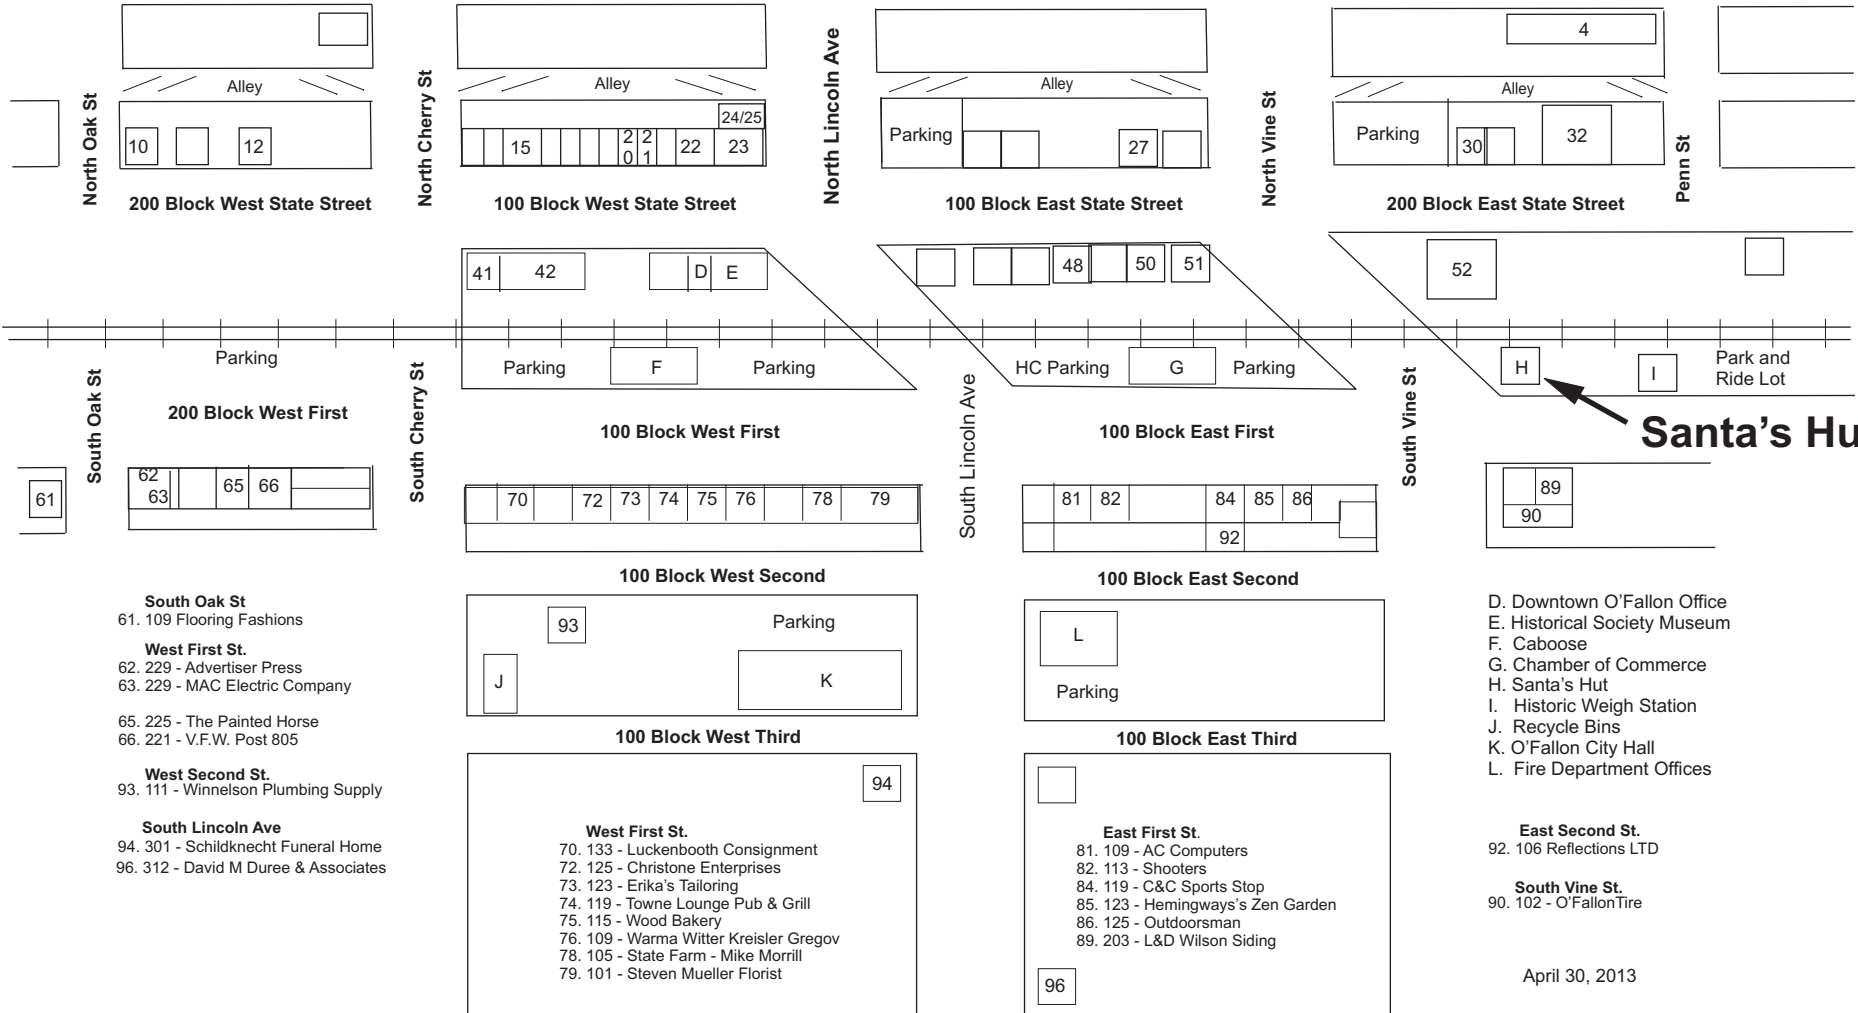 4
Alley
Alley
Alley
Alley
North Oak St
North Cherry St
North Lincoln Ave
North Vine St
Penn St
10
12
15
20
21
22
23
24/25
Parking
27
Parking
30
32
200 Block West State Street
100 Block West State Street
100 Block East State Street
200 Block East State Street
41
42
D
E
48
50
51
52
Parking
Parking
F
Parking
HC Parking
G
Parking
H
I
Park and
Ride Lot
South Oak St
South Cherry St
South Lincoln Ave
South Vine St
200 Block West First
100 Block West First
100 Block East First
Santa's Hu
61
62
63
65
66
70
72
73
74
75
76
78
79
81
82
84
85
86
92
89
90
100 Block West Second
100 Block East Second
93
Parking
J
K
L
Parking
100 Block West Third
100 Block East Third
94
96
South Oak St
61. 109 Flooring Fashions
West First St.
62. 229 - Advertiser Press
63. 229 - MAC Electric Company
65. 225 - The Painted Horse
66. 221 - V.F.W. Post 805
West Second St.
93. 111 - Winnelson Plumbing Supply
South Lincoln Ave
94. 301 - Schildknecht Funeral Home
96. 312 - David M Duree & Associates
West First St.
70. 133 - Luckenbooth Consignment
72. 125 - Christone Enterprises
73. 123 - Erika's Tailoring
74. 119 - Towne Lounge Pub & Grill
75. 115 - Wood Bakery
76. 109 - Warma Witter Kreisler Gregov
78. 105 - State Farm - Mike Morrill
79. 101 - Steven Mueller Florist
East First St.
81. 109 - AC Computers
82. 113 - Shooters
84. 119 - C&C Sports Stop
85. 123 - Hemingways's Zen Garden
86. 125 - Outdoorsman
89. 203 - L&D Wilson Siding
D. Downtown O'Fallon Office
E. Historical Society Museum
F. Caboose
G. Chamber of Commerce
H. Santa's Hut
I. Historic Weigh Station
J. Recycle Bins
K. O'Fallon City Hall
L. Fire Department Offices
East Second St.
92. 106 Reflections LTD
South Vine St.
90. 102 - O'FallonTire
April 30, 2013